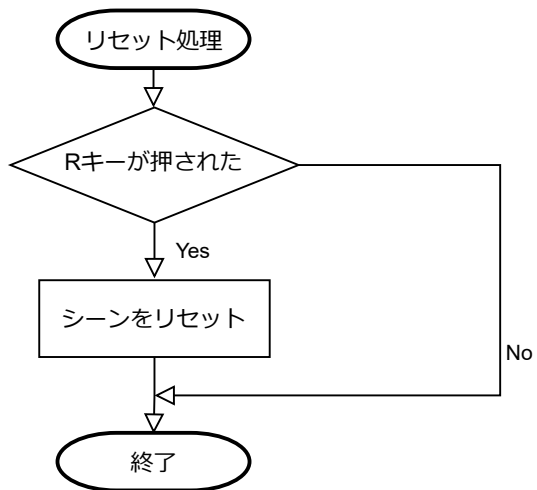 リセット処理
Rキーが押された
Yes
シーンをリセット
No
終了